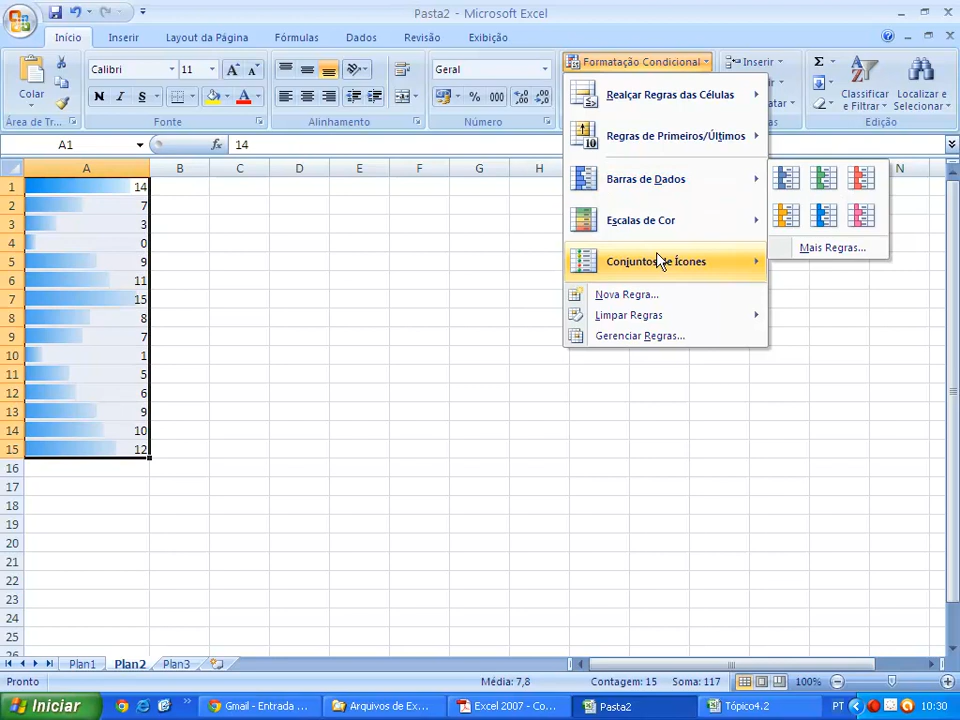 Pasta2 - Microsoft Excel
Início Inserir Layout da Página Fórmulas Dados Revisão Exibição
Colar
Área de Tr...
Calibri 11
N I S
Fonte
Alinhamento
Geral
% 000
Número
Formatação Condicional
Inserir
Σ
Classificar e Filtrar
Localizar e Selecionar
Edição
A1 fx 14
A B C D E F G H N
1 14
2 7
3 3
4 0
5 9
6 11
7 15
8 8
9 7
10 1
11 5
12 6
13 9
14 10
15 12
16
17
18
19
20
21
22
23
24
25
26
Realçar Regras das Células
Regras de Primeiros/Últimos
Barras de Dados
Escalas de Cor
Conjuntos de Ícones
Nova Regra...
Limpar Regras
Gerenciar Regras...
Mais Regras...
Plan1 Plan2 Plan3
Pronto Média: 7,8 Contagem: 15 Soma: 117 100%
Iniciar Gmail - Entrada ... Arquivos de Ex... Excel 2007 - Co... Pasta2 Tópico4.2 PT 10:30